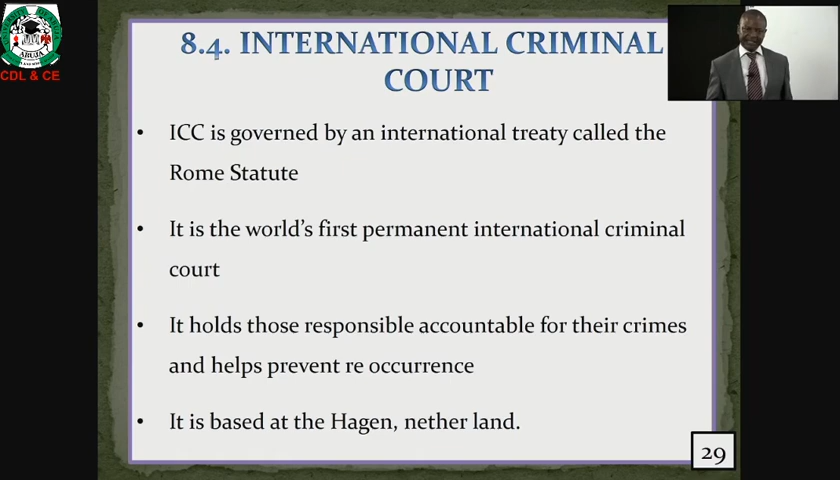 ABUJA
CDL & CE
8.4. INTERNATIONAL CRIMINAL
COURT
• ICC is governed by an international treaty called the
Rome Statute
• It is the world's first permanent international criminal
court
• It holds those responsible accountable for their crimes
and helps prevent re occurrence
• It is based at the Hagen, nether land.
29